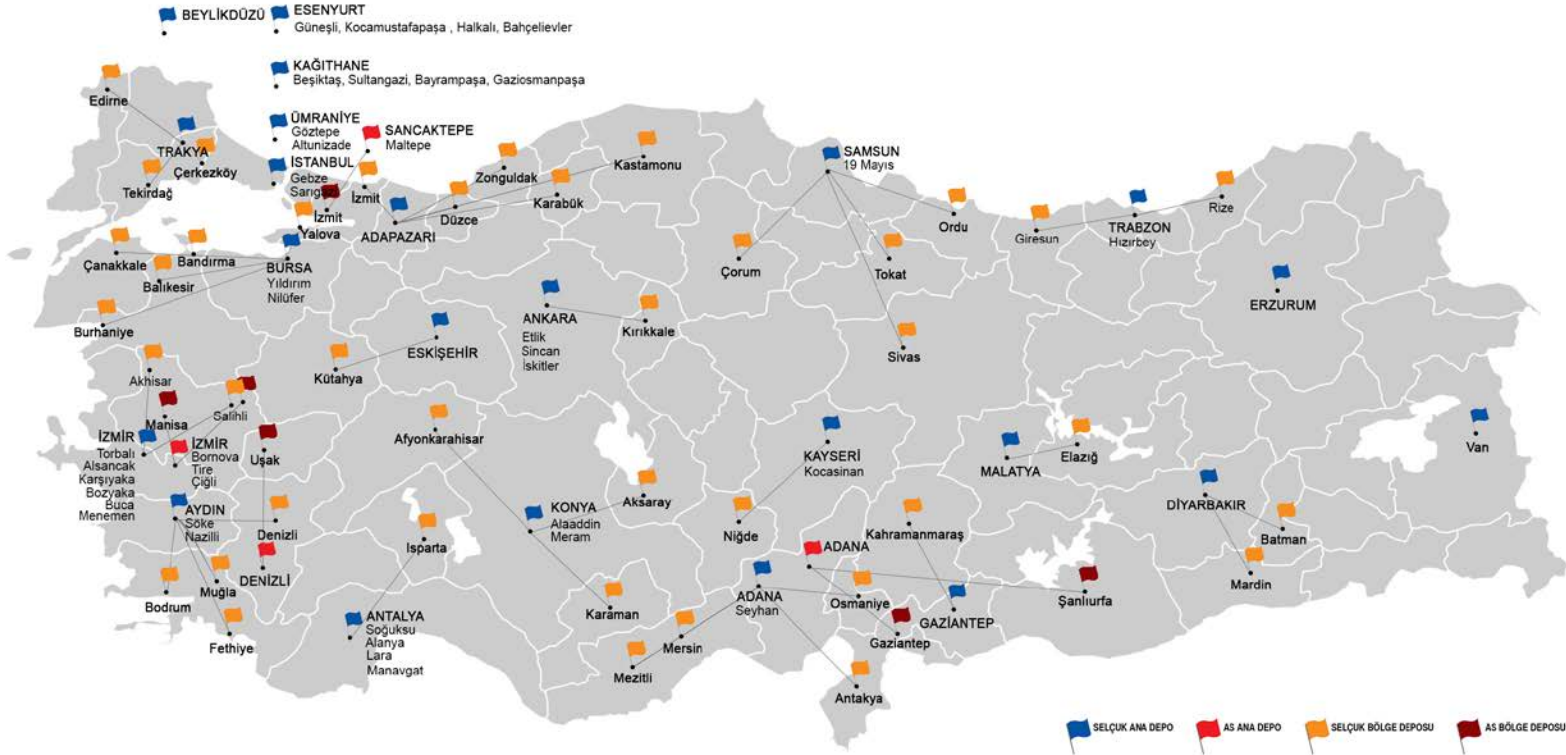 BEYLİKDÜZÜ
ESENYURT
Güneşli, Kocamustafapaşa , Halkalı, Bahçelievler
KAĞITHANE
Beşiktaş, Sultangazi, Bayrampaşa, Gaziosmanpaşa
Edirne
ÜMRANİYE
Göztepe
Altunizade
SANCAKTEPE
Maltepe
TRAKYA
Çerkezköy
Tekirdağ
İSTANBUL
Gebze
Sarıgazi
İzmit
İzmit
Yalova
ADAPAZARI
Düzce
Zonguldak
Karabük
Kastamonu
SAMSUN
19 Mayıs
Ordu
Giresun
TRABZON
Hızırbey
Rize
Çanakkale
Bandırma
Balıkesir
BURSA
Yıldırım
Nilüfer
Burhaniye
Çorum
Tokat
ERZURUM
ANKARA
Etlik
Sincan
İskitler
Kırıkkale
ESKİŞEHİR
Kütahya
Sivas
Akhisar
Salihli
Manisa
İZMİR
Torbalı
Alsancak
Karşıyaka
Bozyaka
Buca
Menemen
İZMİR
Bornova
Tire
Çiğli
Uşak
Afyonkarahisar
KAYSERİ
Kocasinan
MALATYA
Elazığ
Van
AYDIN
Söke
Nazilli
Denizli
DENİZLİ
Bodrum
Muğla
Fethiye
Isparta
KONYA
Alaaddin
Meram
Aksaray
Niğde
Kahramanmaraş
DİYARBAKIR
Batman
Mardin
ADANA
ADANA
Seyhan
Osmaniye
GAZİANTEP
Gaziantep
Şanlıurfa
Karaman
Mersin
Mezitli
Antakya
ANTALYA
Soğuksu
Alanya
Lara
Manavgat
SELÇUK ANA DEPO
AS ANA DEPO
SELÇUK BÖLGE DEPOSU
AS BÖLGE DEPOSU